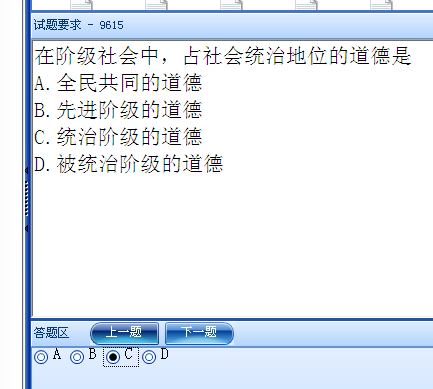 试题要求 - 9615
在阶级社会中，占社会统治地位的道德是
A.全民共同的道德
B.先进阶级的道德
C.统治阶级的道德
D.被统治阶级的道德
答题区 上一题 下一题
A B C D